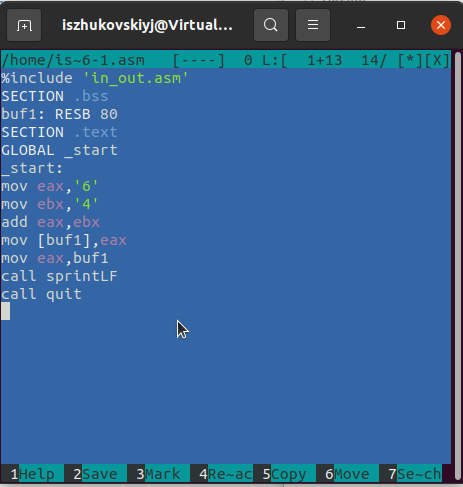 iszhukovskiyj@Virtual...
/home/is~6-1.asm [----] 0 L:[ 1+13 14/ [*][X]
%include 'in_out.asm'
SECTION .bss
buf1: RESB 80
SECTION .text
GLOBAL _start
_start:
mov eax,'6'
mov ebx,'4'
add eax,ebx
mov [buf1],eax
mov eax,buf1
call sprintLF
call quit
1Help 2Save 3Mark 4Re~ac 5Copy 6Move 7Se~ch